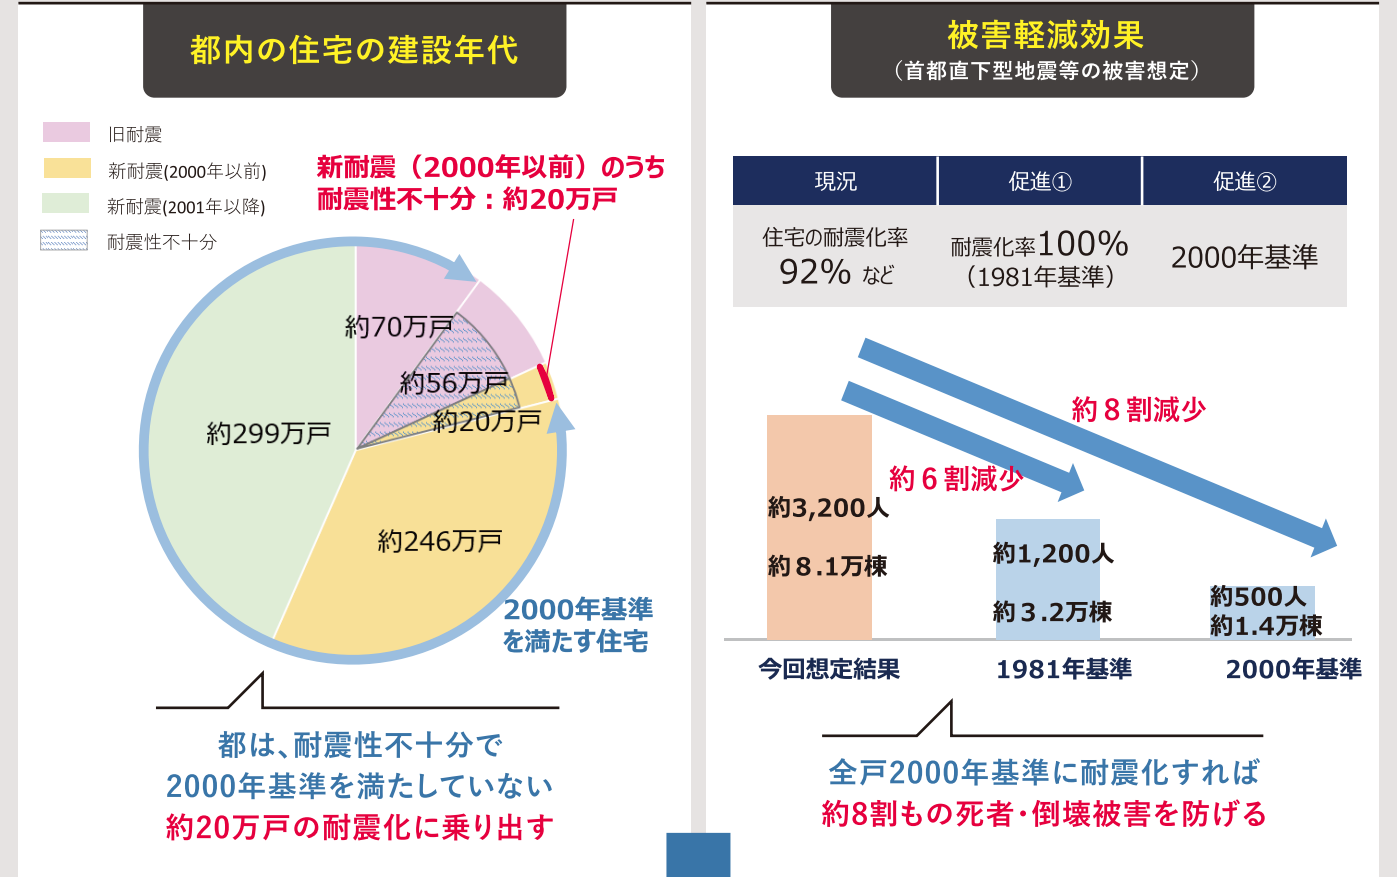 都内の住宅の建設年代
旧耐震
新耐震(2000年以前)
新耐震(2001年以降)
耐震性不十分
新耐震（2000年以前）のうち
耐震性不十分：約20万戸
約70万戸
約56万戸
約20万戸
約299万戸
約246万戸
2000年基準
を満たす住宅
都は、耐震性不十分で
2000年基準を満たしていない
約20万戸の耐震化に乗り出す
被害軽減効果
（首都直下型地震等の被害想定）
現況
促進①
促進②
住宅の耐震化率
92% など
耐震化率100%
（1981年基準）
2000年基準
約８割減少
約６割減少
約3,200人
約８.1万棟
約1,200人
約３.2万棟
約500人
約1.4万棟
今回想定結果
1981年基準
2000年基準
全戸2000年基準に耐震化すれば
約8割もの死者・倒壊被害を防げる